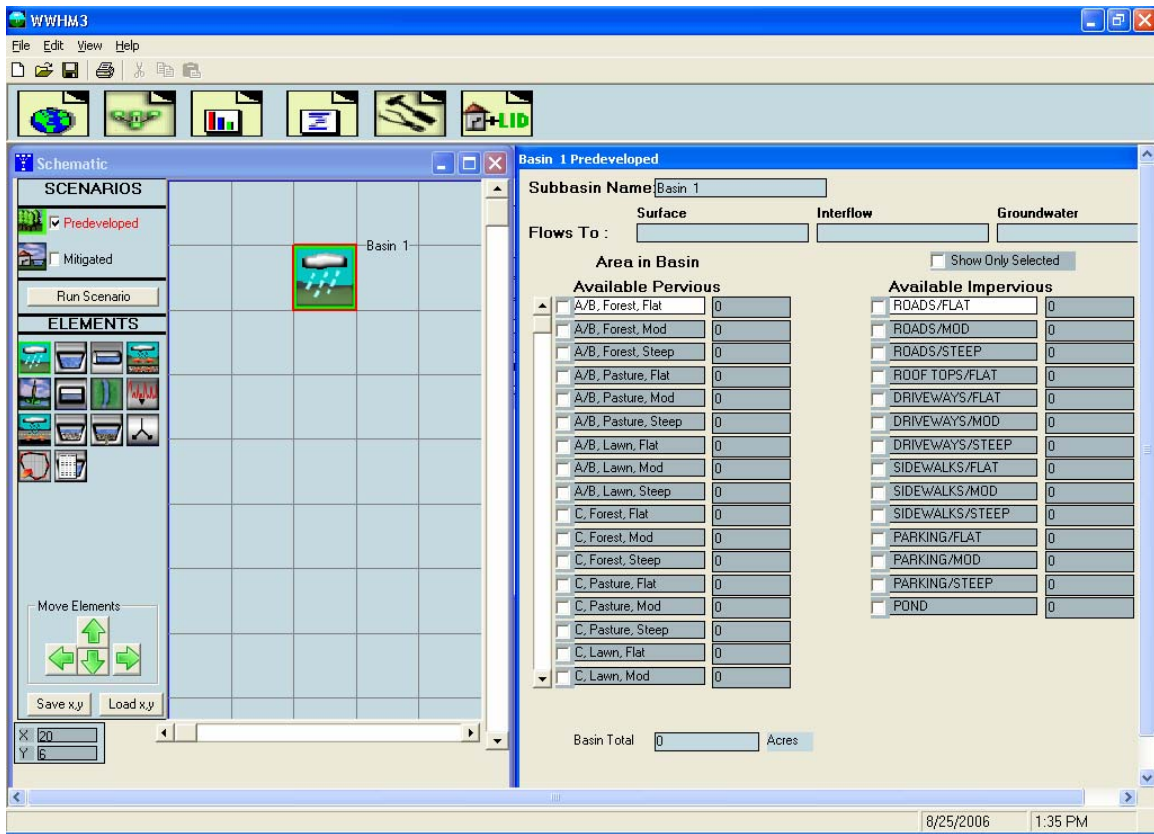 WWHM3
File Edit View Help
+LID
Schematic
SCENARIOS
Predeveloped
Mitigated
Run Scenario
ELEMENTS
Move Elements
Save x,y Load x,y
X 20
Y 6
Basin 1
Basin 1 Predeveloped
Subbasin Name: Basin 1
Surface Interflow Groundwater
Flows To :
Area in Basin Show Only Selected
Available Pervious Available Impervious
A/B, Forest, Flat 0 ROADS/FLAT 0
A/B, Forest, Mod 0 ROADS/MOD 0
A/B, Forest, Steep 0 ROADS/STEEP 0
A/B, Pasture, Flat 0 ROOF TOPS/FLAT 0
A/B, Pasture, Mod 0 DRIVEWAYS/FLAT 0
A/B, Pasture, Steep 0 DRIVEWAYS/MOD 0
A/B, Lawn, Flat 0 DRIVEWAYS/STEEP 0
A/B, Lawn, Mod 0 SIDEWALKS/FLAT 0
A/B, Lawn, Steep 0 SIDEWALKS/MOD 0
C, Forest, Flat 0 SIDEWALKS/STEEP 0
C, Forest, Mod 0 PARKING/FLAT 0
C, Forest, Steep 0 PARKING/MOD 0
C, Pasture, Flat 0 PARKING/STEEP 0
C, Pasture, Mod 0 POND 0
C, Pasture, Steep 0
C, Lawn, Flat 0
C, Lawn, Mod 0
Basin Total 0 Acres
8/25/2006 1:35 PM